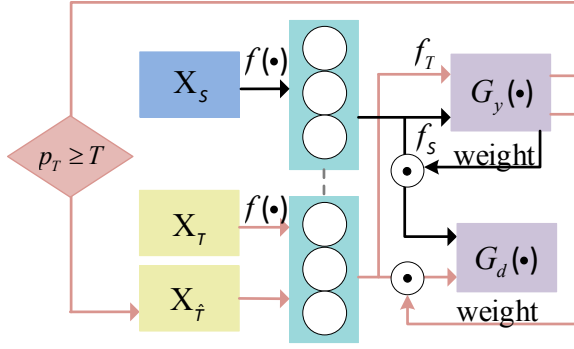 f(•)
X_S
f_T
G_y(•)
p_T ≥ T
f_S
weight
f(•)
X_T
G_d(•)
X_T̂
weight